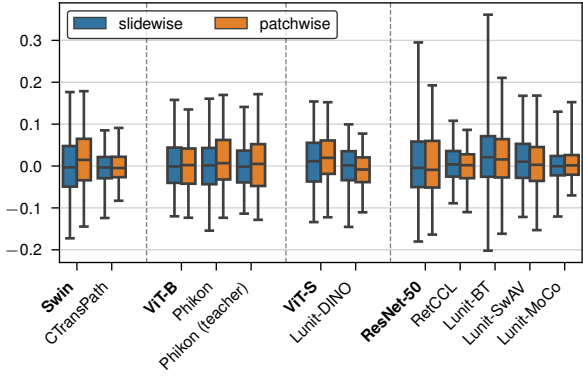 slidewise patchwise
0.3
0.2
0.1
0.0
−0.1
−0.2
Swin
CTransPath
ViT-B
Phikon
Phikon (teacher)
ViT-S
Lunit-DINO
ResNet-50
RetCCL
Lunit-BT
Lunit-SwAV
Lunit-MoCo